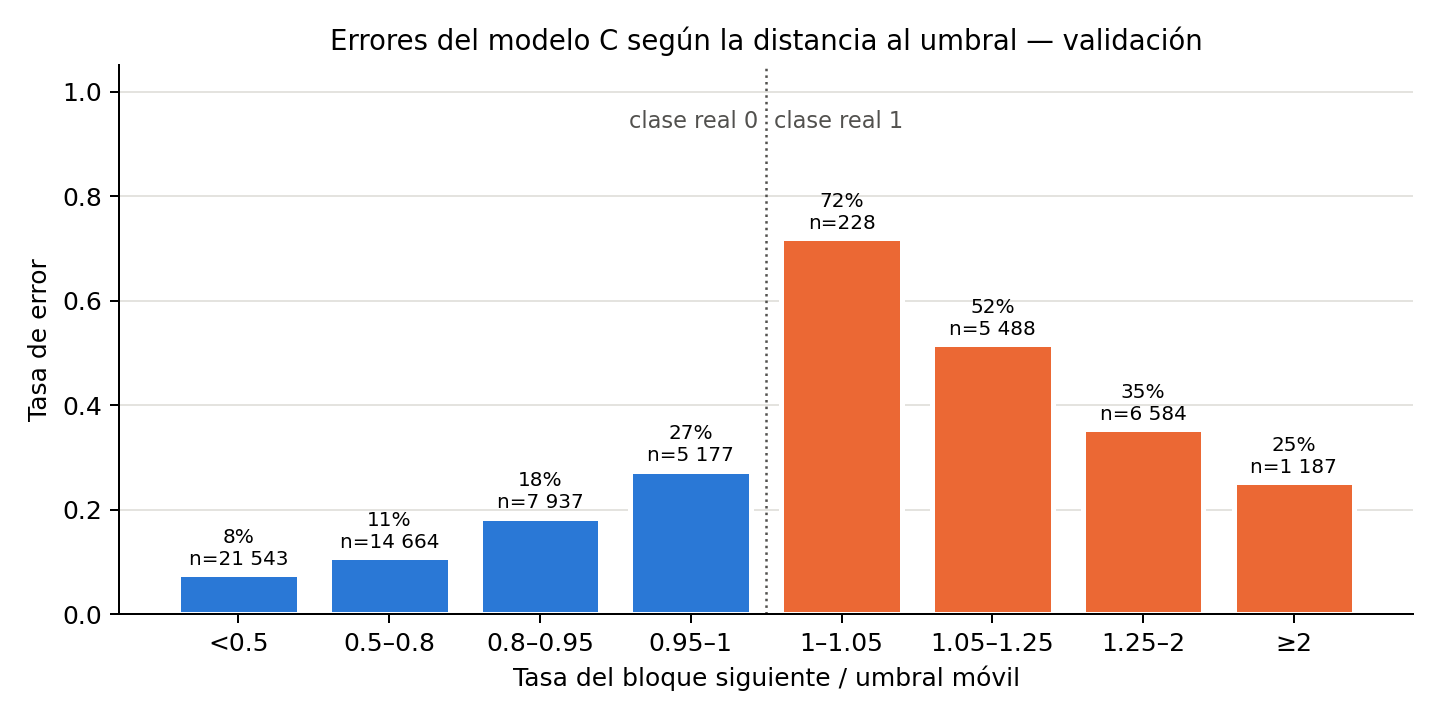 Errores del modelo C según la distancia al umbral — validación
Tasa de error
1.0
0.8
0.6
0.4
0.2
0.0
clase real 0
clase real 1
8%
n=21 543
11%
n=14 664
18%
n=7 937
27%
n=5 177
72%
n=228
52%
n=5 488
35%
n=6 584
25%
n=1 187
<0.5
0.5–0.8
0.8–0.95
0.95–1
1–1.05
1.05–1.25
1.25–2
≥2
Tasa del bloque siguiente / umbral móvil